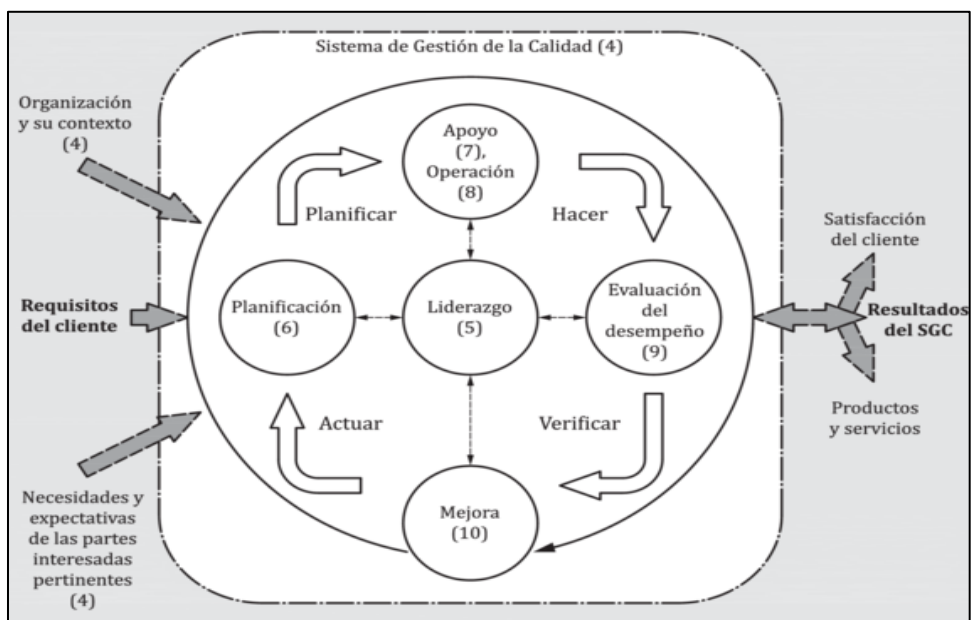 Sistema de Gestión de la Calidad (4)
Organización
y su contexto
(4)
Apoyo
(7),
Operación
(8)
Planificar
Hacer
Satisfacción
del cliente
Requisitos
del cliente
Planificación
(6)
Liderazgo
(5)
Evaluación
del
desempeño
(9)
Resultados
del SGC
Actuar
Verificar
Productos
y servicios
Necesidades y
expectativas
de las partes
interesadas
pertinentes
(4)
Mejora
(10)